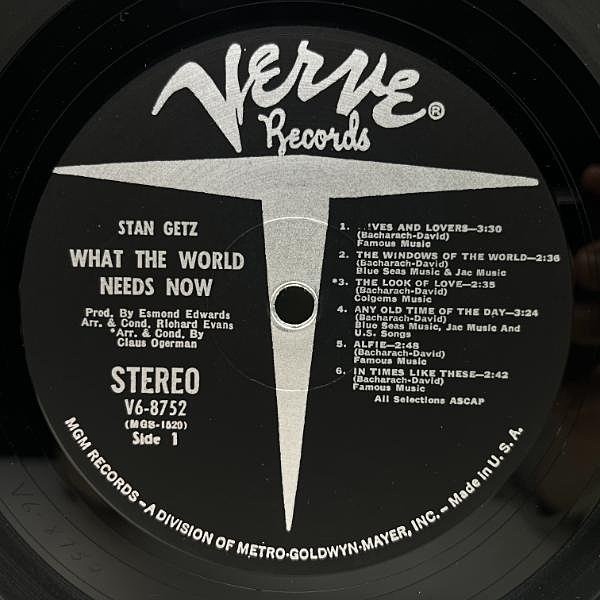 Verve®
Records
STAN GETZ
WHAT THE WORLD
NEEDS NOW
Prod. By Esmond Edwards
Arr. & Cond. Richard Evans
*Arr. & Cond. By
Claus Ogerman
STEREO
V6-8752
(MGS-1520)
Side 1
1. ..IVES AND LOVERS—3:30
(Bacharach-David)
Famous Music
2. THE WINDOWS OF THE WORLD—2:36
(Bacharach-David)
Blue Seas Music & Jac Music
*3. THE LOOK OF LOVE—2:35
(Bacharach-David)
Colgems Music
4. ANY OLD TIME OF THE DAY—3:24
(Bacharach-David)
Blue Seas Music, Jac Music And
U.S. Songs
5. ALFIE—2:48
(Bacharach-David)
Famous Music
6. IN TIMES LIKE THESE—2:42
(Bacharach-David)
Famous Music
All Selections ASCAP
MGM RECORDS—A DIVISION OF METRO-GOLDWYN-MAYER, INC.—Made in U. S. A.
V6 8752